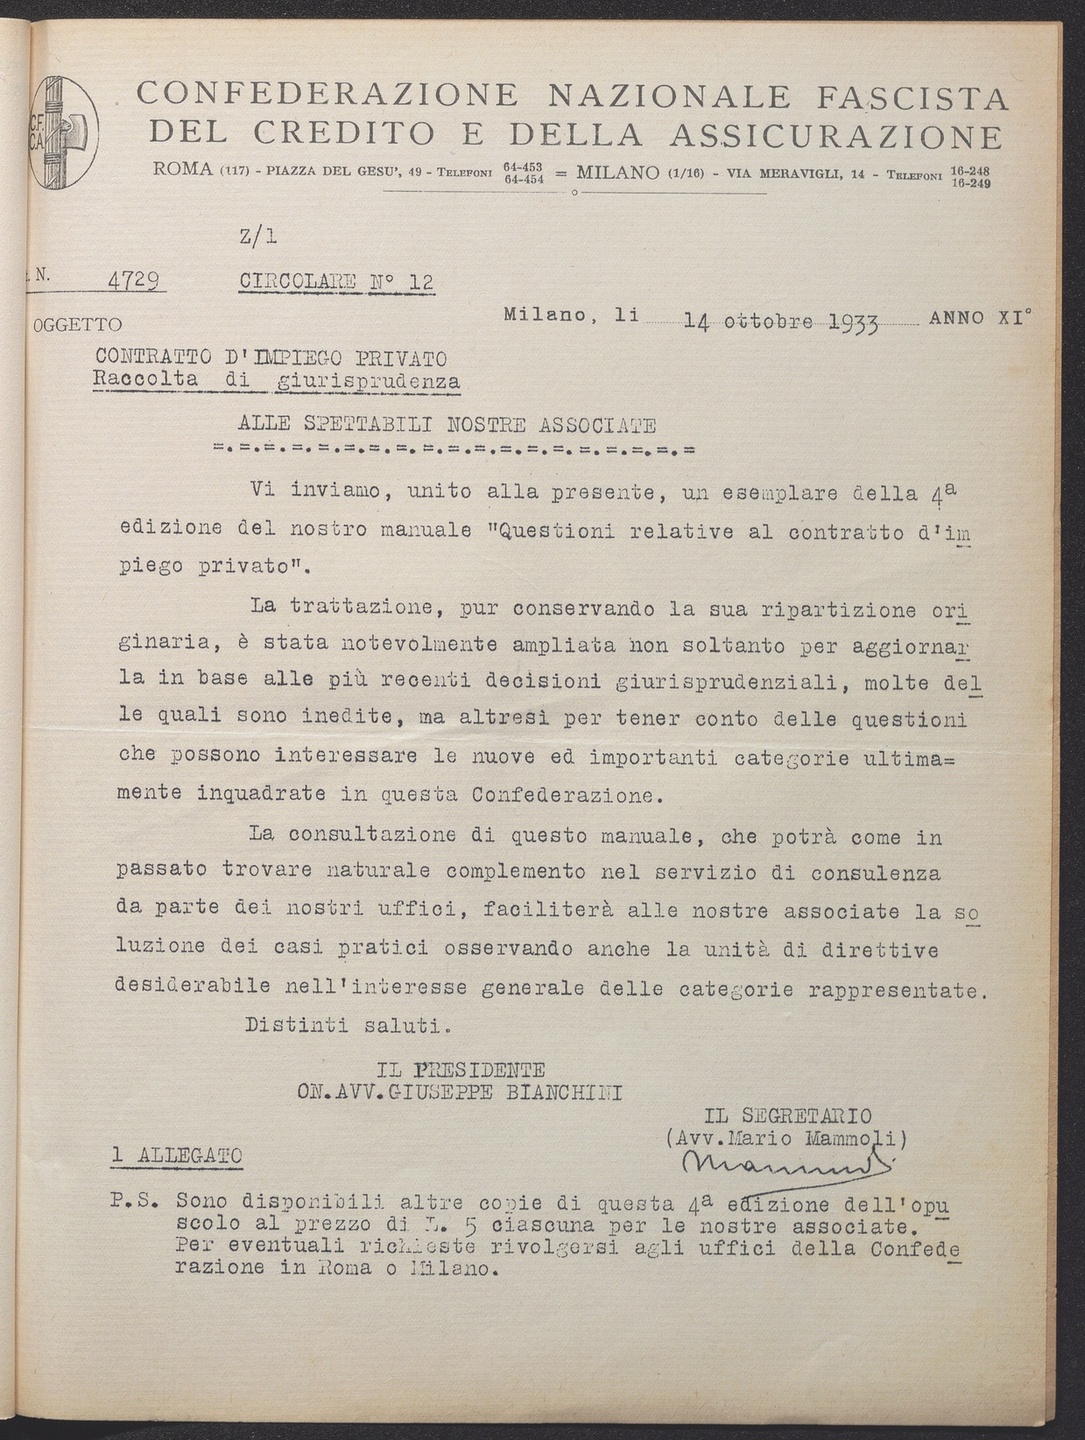 C.F.
C.A.
CONFEDERAZIONE NAZIONALE FASCISTA
DEL CREDITO E DELLA ASSICURAZIONE
ROMA (117) - PIAZZA DEL GESU', 49 - TELEFONI 64-453 64-454 = MILANO (1/16) - VIA MERAVIGLI, 14 - TELEFONI 16-248 16-249
Z/1
N. 4729 CIRCOLARE N° 12
Milano, li 14 ottobre 1933 ANNO XI°
OGGETTO
CONTRATTO D'IMPIEGO PRIVATO
Raccolta di giurisprudenza
ALLE SPETTABILI NOSTRE ASSOCIATE
=.=.=.=.=.=.=.=.=.=.=.=.=.=.=.=.=.=.=
Vi inviamo, unito alla presente, un esemplare della 4ª
edizione del nostro manuale "Questioni relative al contratto d'im
piego privato".
La trattazione, pur conservando la sua ripartizione ori
ginaria, è stata notevolmente ampliata non soltanto per aggiornar
la in base alle più recenti decisioni giurisprudenziali, molte del
le quali sono inedite, ma altresì per tener conto delle questioni
che possono interessare le nuove ed importanti categorie ultima=
mente inquadrate in questa Confederazione.
La consultazione di questo manuale, che potrà come in
passato trovare naturale complemento nel servizio di consulenza
da parte dei nostri uffici, faciliterà alle nostre associate la so
luzione dei casi pratici osservando anche la unità di direttive
desiderabile nell'interesse generale delle categorie rappresentate.
Distinti saluti.
IL PRESIDENTE
ON.AVV.GIUSEPPE BIANCHINI
IL SEGRETARIO
(Avv.Mario Mammoli)
Mammoli
1 ALLEGATO
P.S. Sono disponibili altre copie di questa 4ª edizione dell'opu
scolo al prezzo di L. 5 ciascuna per le nostre associate.
Per eventuali richieste rivolgersi agli uffici della Confede
razione in Roma o Milano.